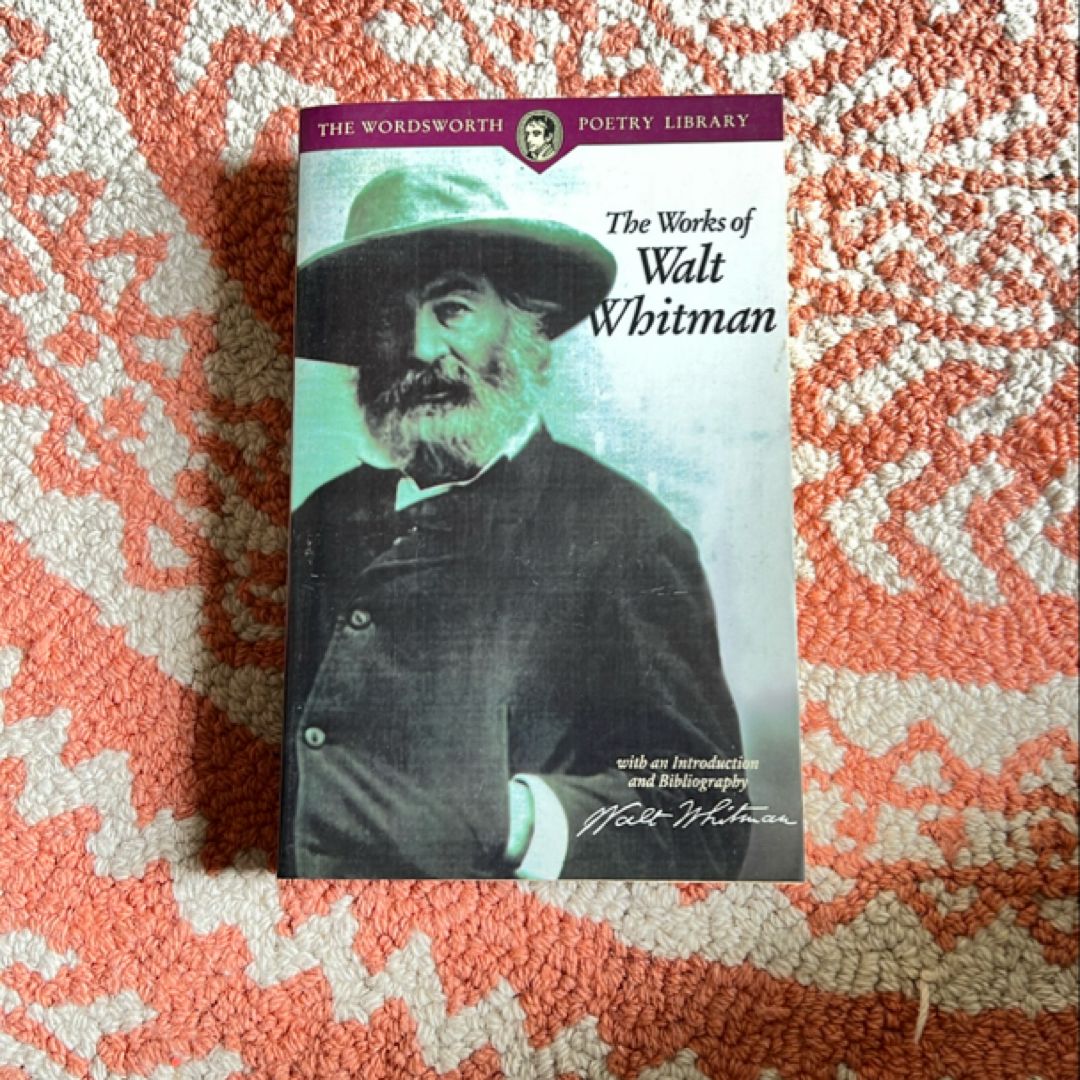 THE WORDSWORTH POETRY LIBRARY
The Works of
Walt
Whitman
with an Introduction
and Bibliography
Walt Whitman